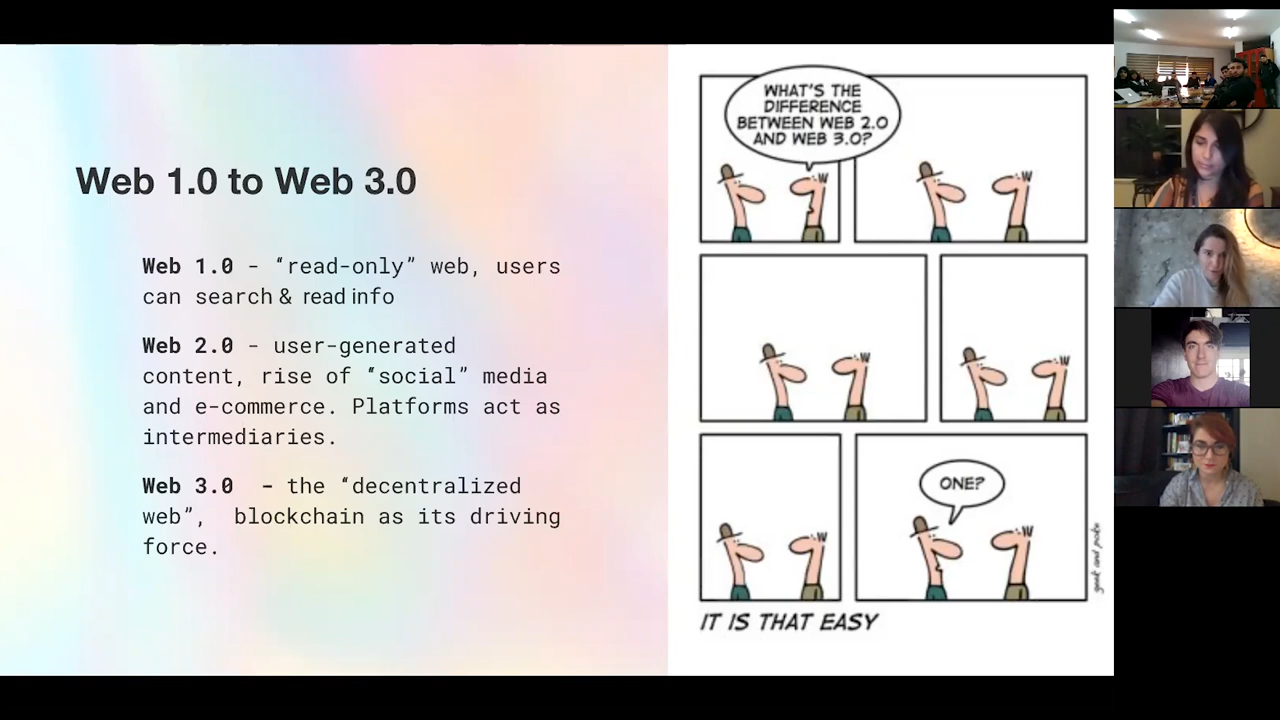 Web 1.0 to Web 3.0
Web 1.0 - “read-only” web, users
can search & read info
Web 2.0 - user-generated
content, rise of “social” media
and e-commerce. Platforms act as
intermediaries.
Web 3.0 - the “decentralized
web”, blockchain as its driving
force.
WHAT'S THE
DIFFERENCE
BETWEEN WEB 2.0
AND WEB 3.0?
ONE?
geek and poke
IT IS THAT EASY